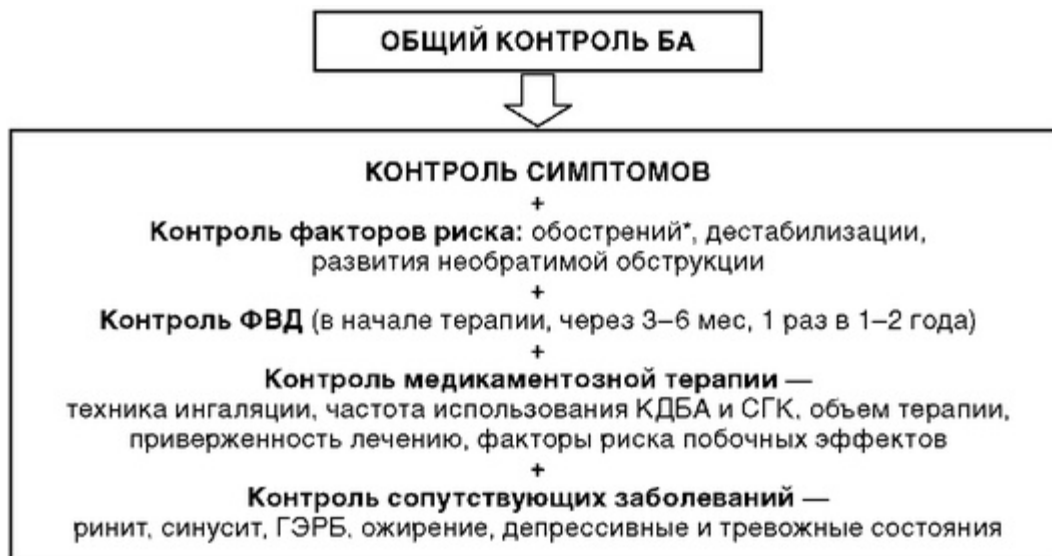 ОБЩИЙ КОНТРОЛЬ БА
КОНТРОЛЬ СИМПТОМОВ
+
Контроль факторов риска: обострений*, дестабилизации,
развития необратимой обструкции
+
Контроль ФВД (в начале терапии, через 3–6 мес, 1 раз в 1–2 года)
+
Контроль медикаментозной терапии —
техника ингаляции, частота использования КДБА и СГК, объем терапии,
приверженность лечению, факторы риска побочных эффектов
+
Контроль сопутствующих заболеваний —
ринит, синусит, ГЭРБ, ожирение, депрессивные и тревожные состояния